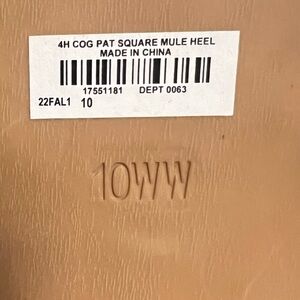 4H COG PAT SQUARE MULE HEEL
MADE IN CHINA
17551181 DEPT 0063
22FAL1 10
10WW